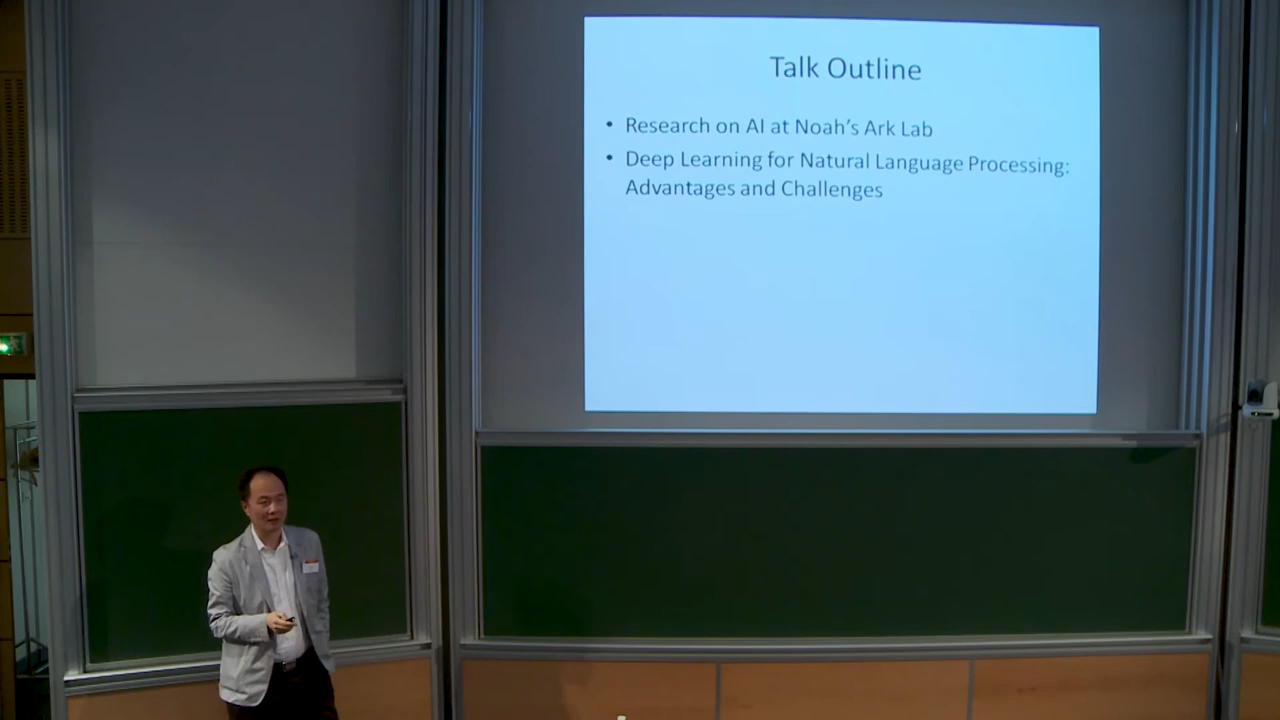 Talk Outline
• Research on AI at Noah's Ark Lab
• Deep Learning for Natural Language Processing:
Advantages and Challenges